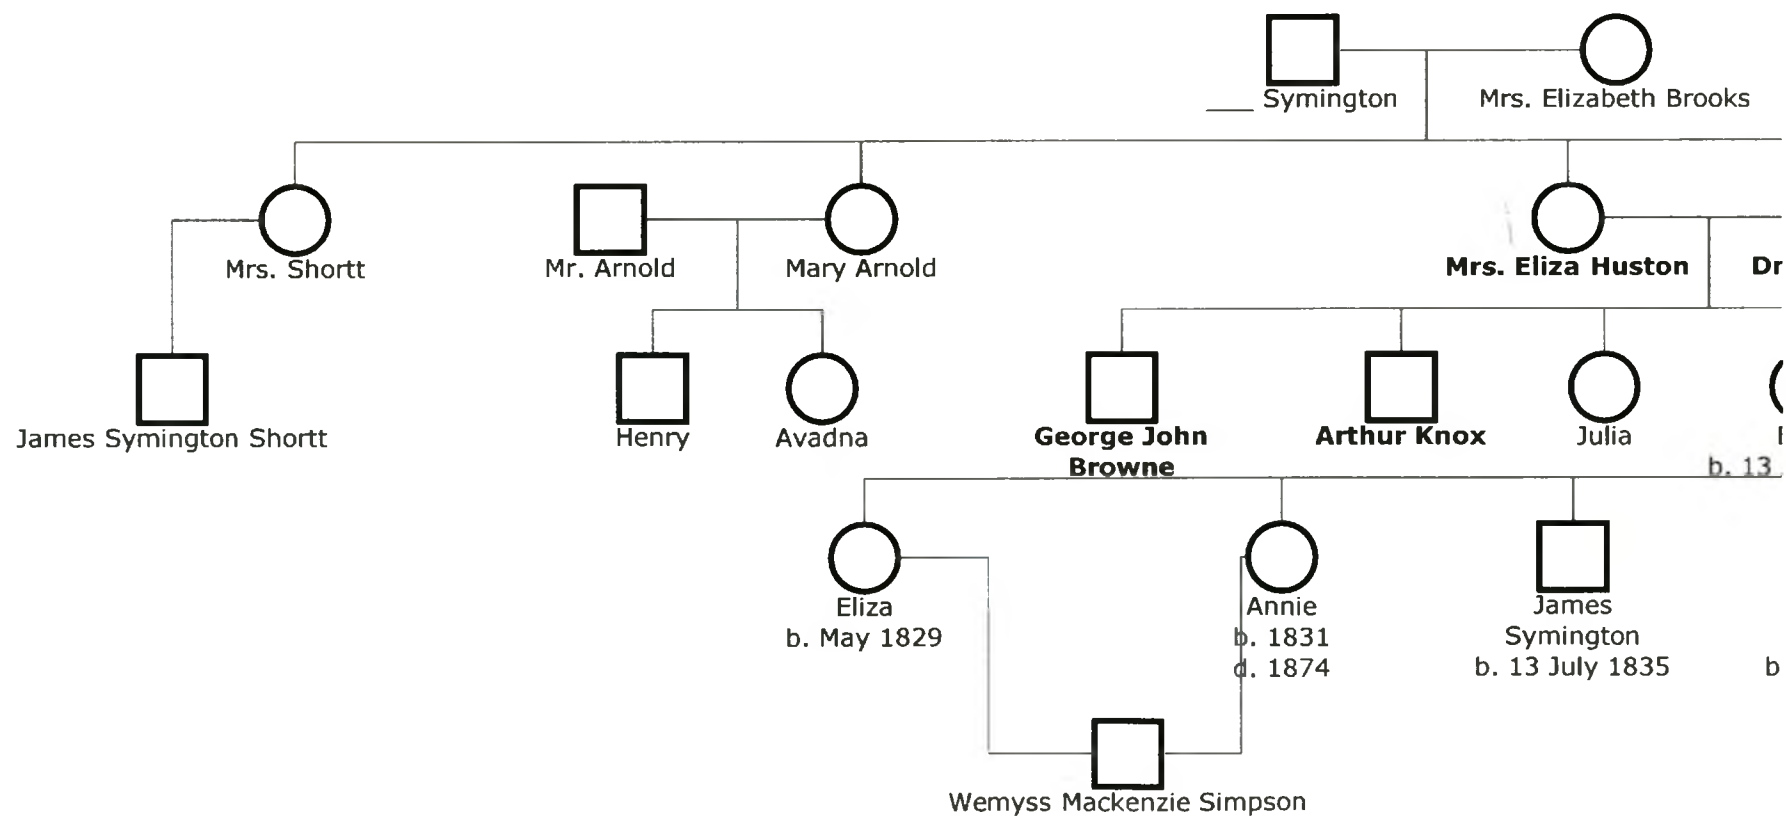 ___ Symington
Mrs. Elizabeth Brooks
Mrs. Shortt
Mr. Arnold
Mary Arnold
Mrs. Eliza Huston
Dr
James Symington Shortt
Henry
Avadna
George John
Browne
Arthur Knox
Julia
b. 13
Eliza
b. May 1829
Annie
b. 1831
d. 1874
James
Symington
b. 13 July 1835
b
Wemyss Mackenzie Simpson